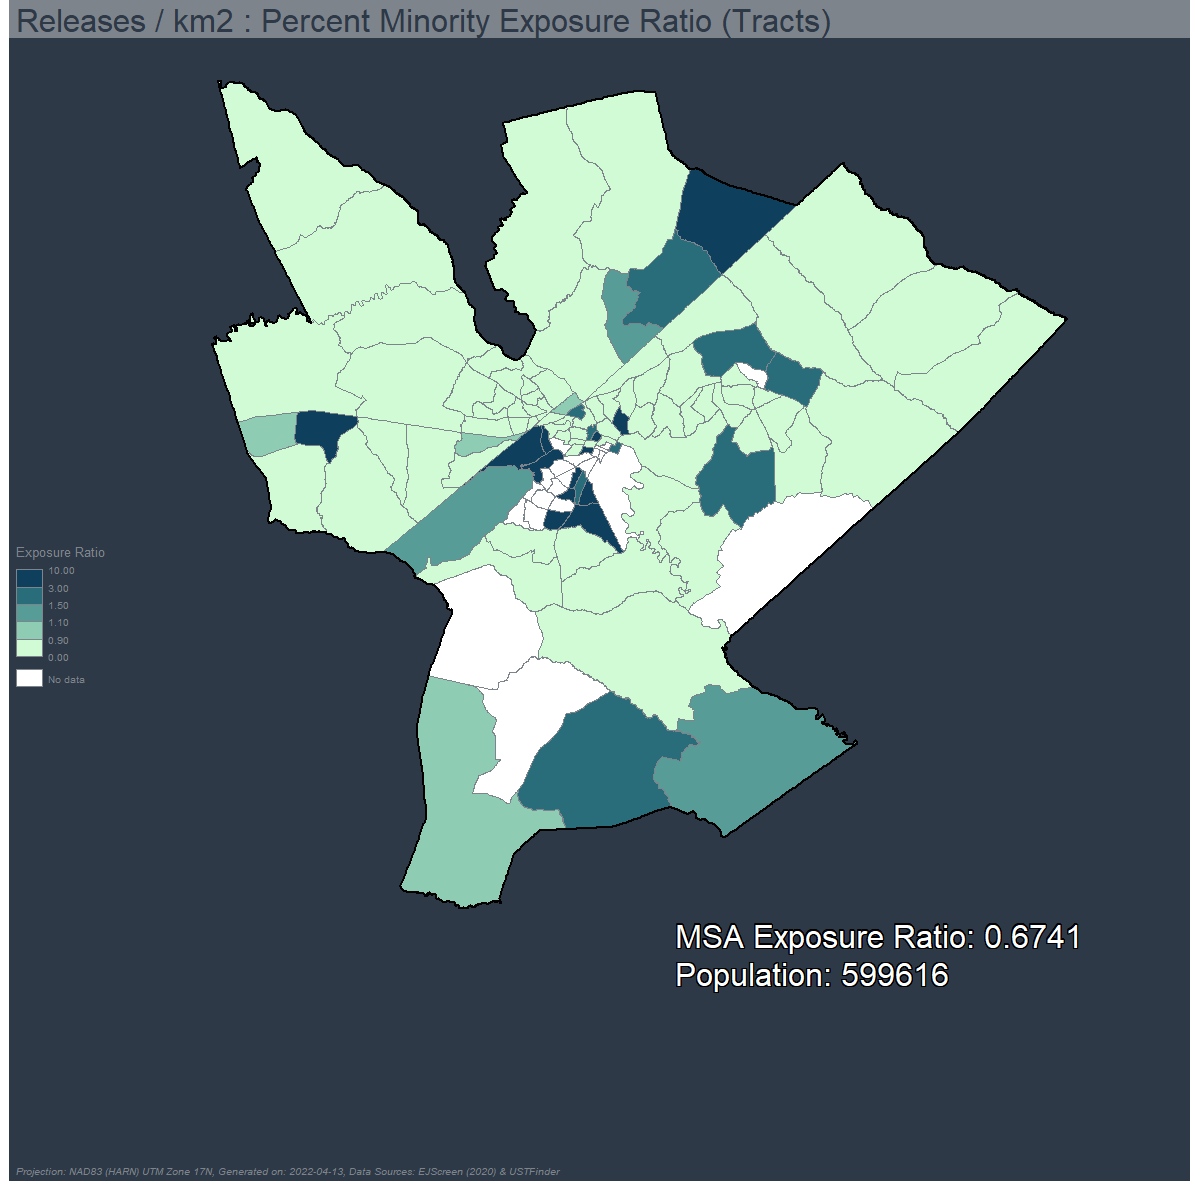 Releases / km2 : Percent Minority Exposure Ratio (Tracts)
Exposure Ratio
10.00
3.00
1.50
1.10
0.90
0.00
No data
MSA Exposure Ratio: 0.6741
Population: 599616
Projection: NAD83 (HARN) UTM Zone 17N, Generated on: 2022-04-13, Data Sources: EJScreen (2020) & USTFinder